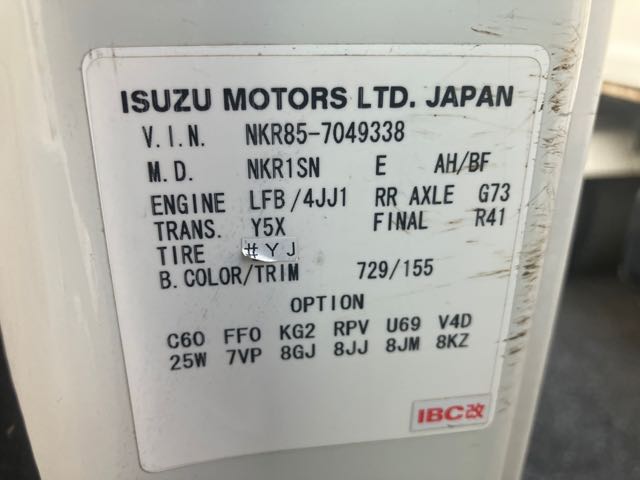 ISUZU MOTORS LTD. JAPAN
V.I.N. NKR85-7049338
M.D. NKR1SN E AH/BF
ENGINE LFB/4JJ1 RR AXLE G73
TRANS. Y5X FINAL R41
TIRE #YJ
B.COLOR/TRIM 729/155
OPTION
C60 FF0 KG2 RPV U69 V4D
25W 7VP 8GJ 8JJ 8JM 8KZ
IBC改